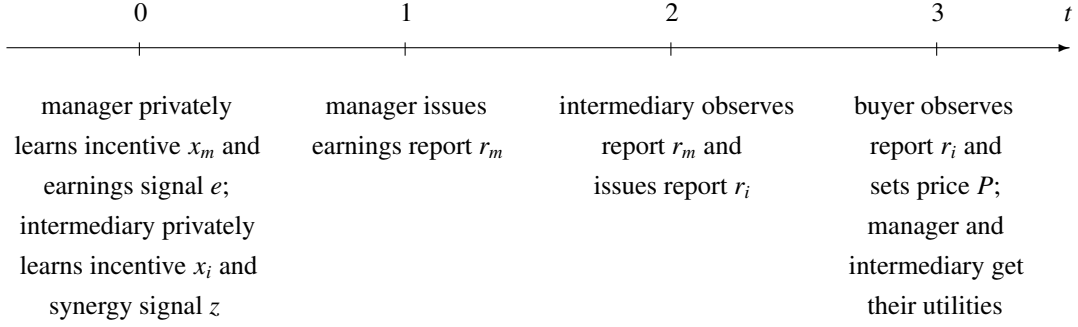 0 1 2 3 t
manager privately
learns incentive x_m and
earnings signal e;
intermediary privately
learns incentive x_i and
synergy signal z
manager issues
earnings report r_m
intermediary observes
report r_m and
issues report r_i
buyer observes
report r_i and
sets price P;
manager and
intermediary get
their utilities